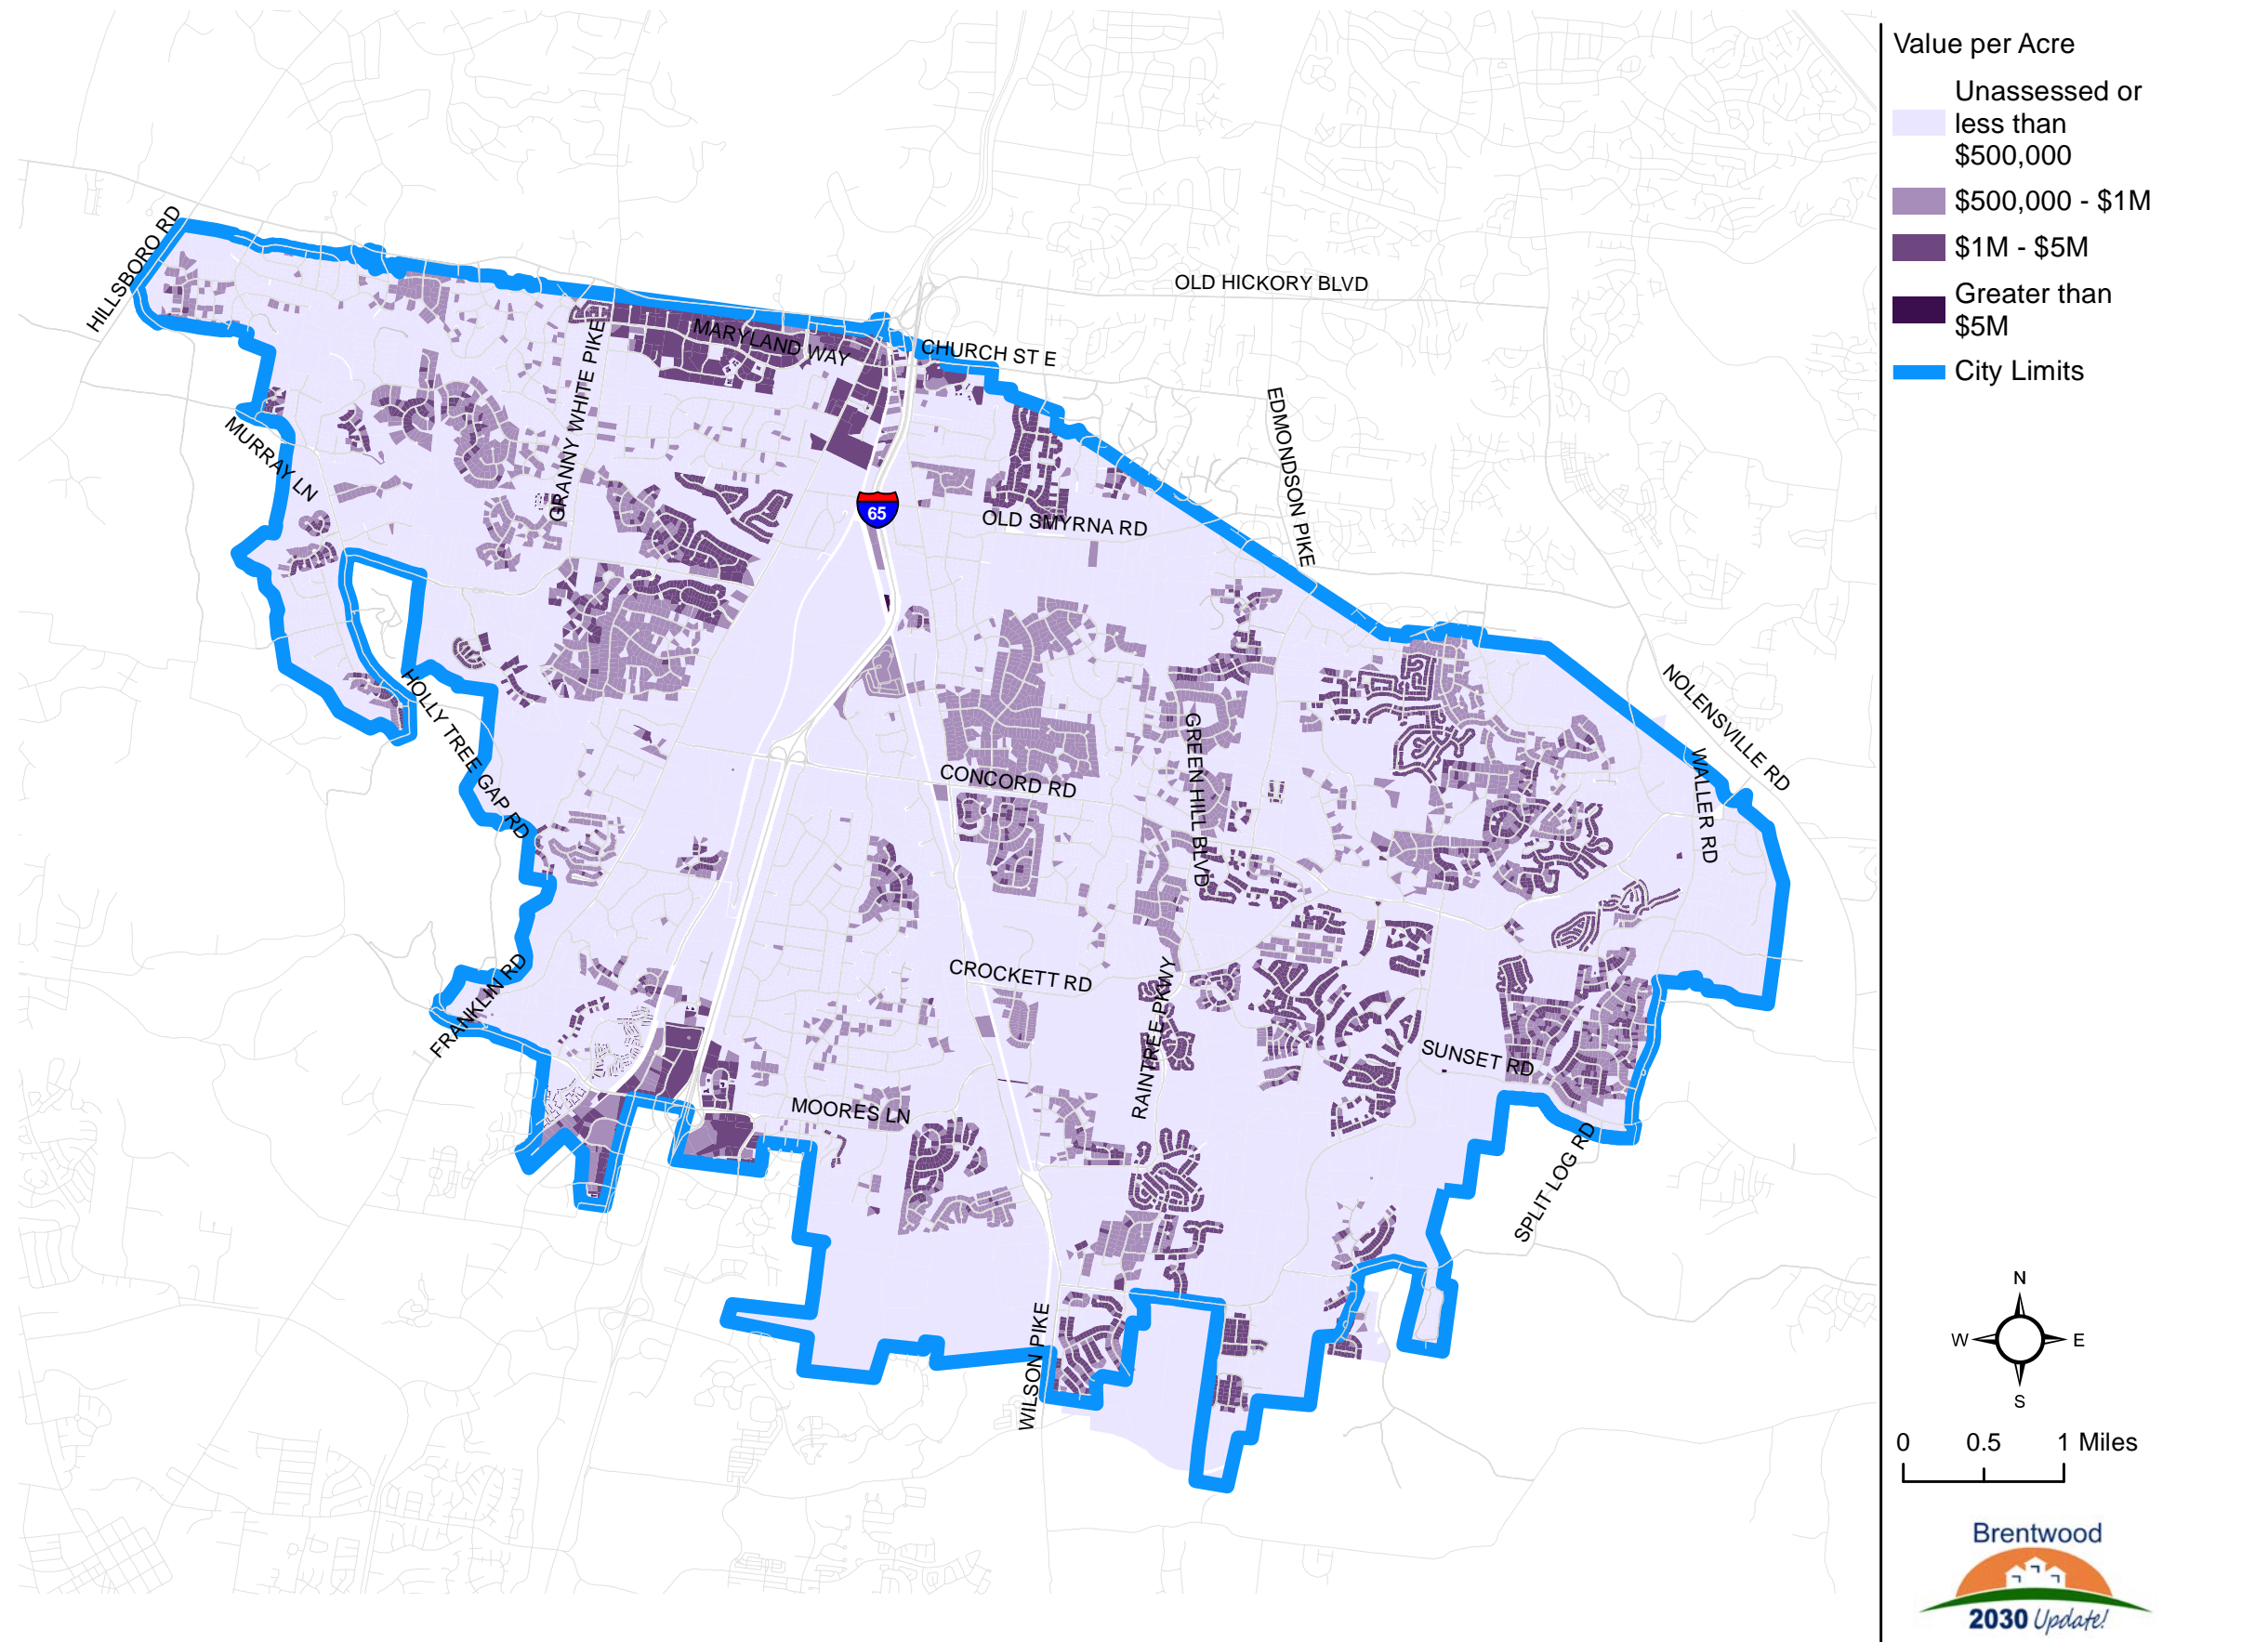 Value per Acre
Unassessed or
less than
$500,000
$500,000 - $1M
$1M - $5M
Greater than
$5M
City Limits
HILLSBORO RD
OLD HICKORY BLVD
MARYLAND WAY
CHURCH ST E
GRANNY WHITE PIKE
EDMONDSON PIKE
MURRAY LN
65
OLD SMYRNA RD
HOLLY TREE GAP RD
NOLENSVILLE RD
GREEN HILL BLVD
WALLER RD
CONCORD RD
FRANKLIN RD
CROCKETT RD
RAINTREE PKWY
SUNSET RD
MOORES LN
SPLIT LOG RD
WILSON PIKE
N
W
E
S
0 0.5 1 Miles
Brentwood
2030 Update!